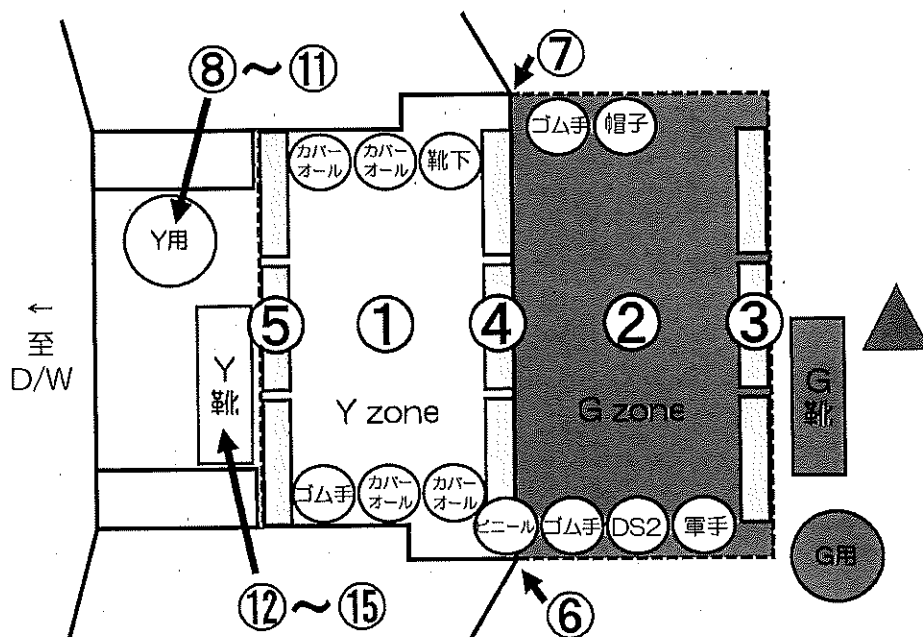 ⑧～⑪
⑦
ゴム手
帽子
カバー
オール
カバー
オール
靴下
Y用
←
至
D/W
⑤
①
④
②
③
Y
靴
Y zone
G zone
G
靴
ゴム手
カバー
オール
カバー
オール
ビニール
ゴム手
DS2
軍手
G用
⑫～⑮
⑥